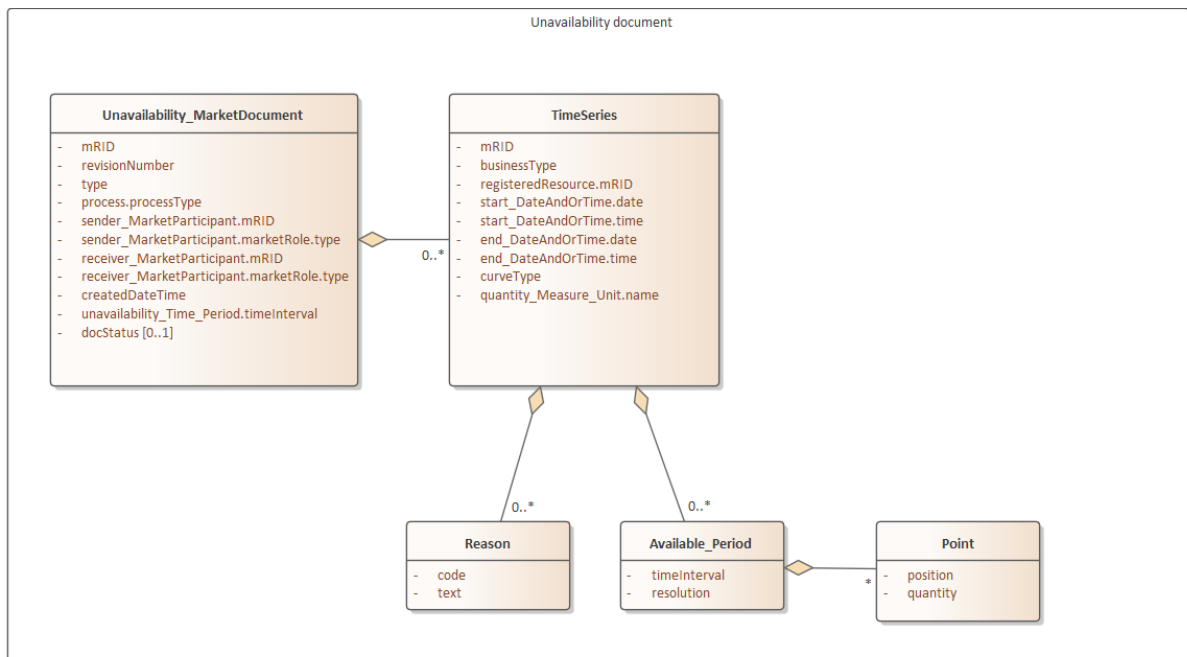 Unavailability document
Unavailability_MarketDocument
- mRID
- revisionNumber
- type
- process.processType
- sender_MarketParticipant.mRID
- sender_MarketParticipant.marketRole.type
- receiver_MarketParticipant.mRID
- receiver_MarketParticipant.marketRole.type
- createdDateTime
- unavailability_Time_Period.timeInterval
- docStatus [0..1]
0..*
TimeSeries
- mRID
- businessType
- registeredResource.mRID
- start_DateAndOrTime.date
- start_DateAndOrTime.time
- end_DateAndOrTime.date
- end_DateAndOrTime.time
- curveType
- quantity_Measure_Unit.name
0..*
0..*
Reason
- code
- text
Available_Period
- timeInterval
- resolution
*
Point
- position
- quantity